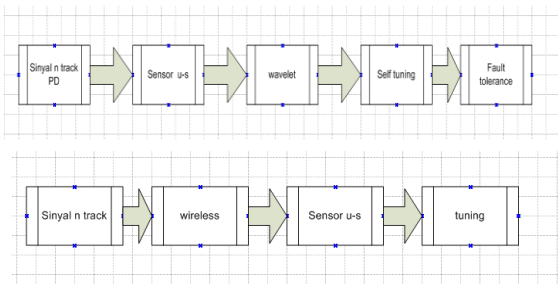 Sinyal n track
PD
Sensor u-s
wavelet
Self tuning
Fault
tolerance
Sinyal n track
wireless
Sensor u-s
tuning